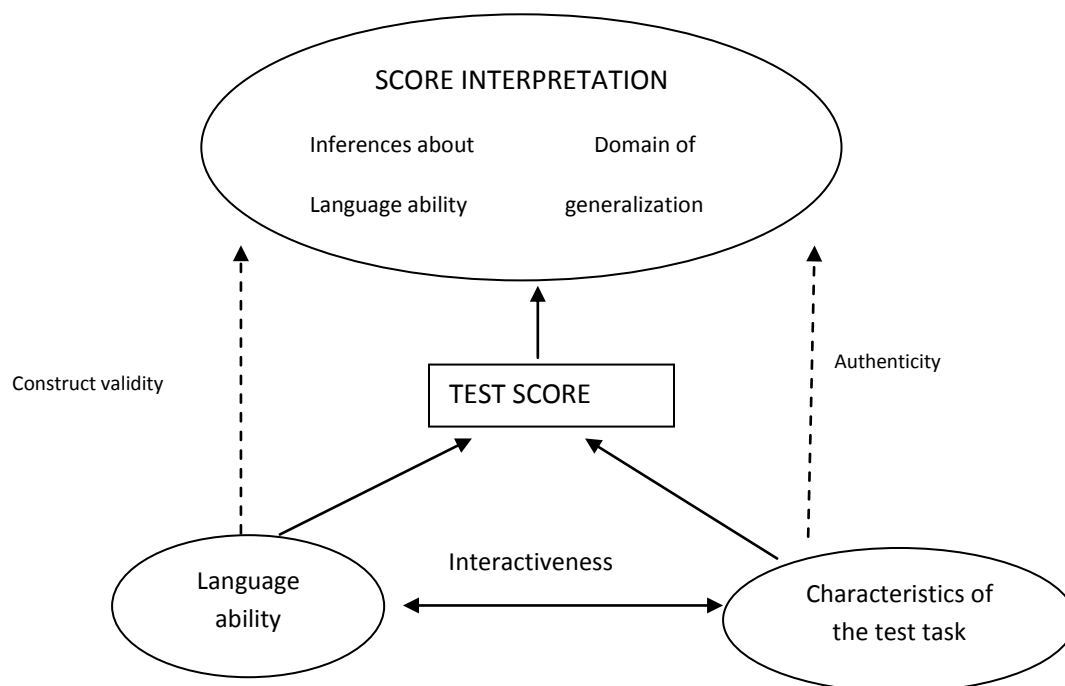 SCORE INTERPRETATION
Inferences about
Language ability
Domain of
generalization
Construct validity
Authenticity
TEST SCORE
Interactiveness
Language
ability
Characteristics of
the test task